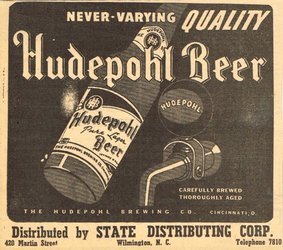 NEVER-VARYING QUALITY
Hudepohl Beer
HUDEPOHL
Hudepohl
Pure Lager
Beer
CAREFULLY BREWED
THOROUGHLY AGED
THE HUDEPOHL BREWING CO. CINCINNATI, O.
Distributed by STATE DISTRIBUTING CORP.
420 Marlin Street Wilmington, N. C. Telephone 7810